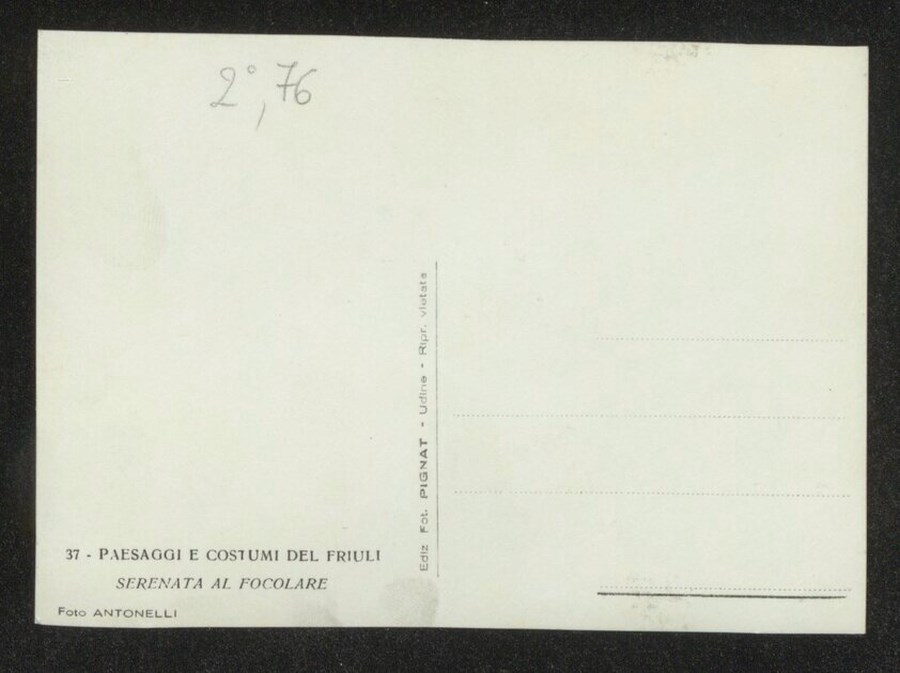 2°, 76
37 - PAESAGGI E COSTUMI DEL FRIULI
SERENATA AL FOCOLARE
Foto ANTONELLI
Ediz Fot. PIGNAT - Udine - Ripr. vietata